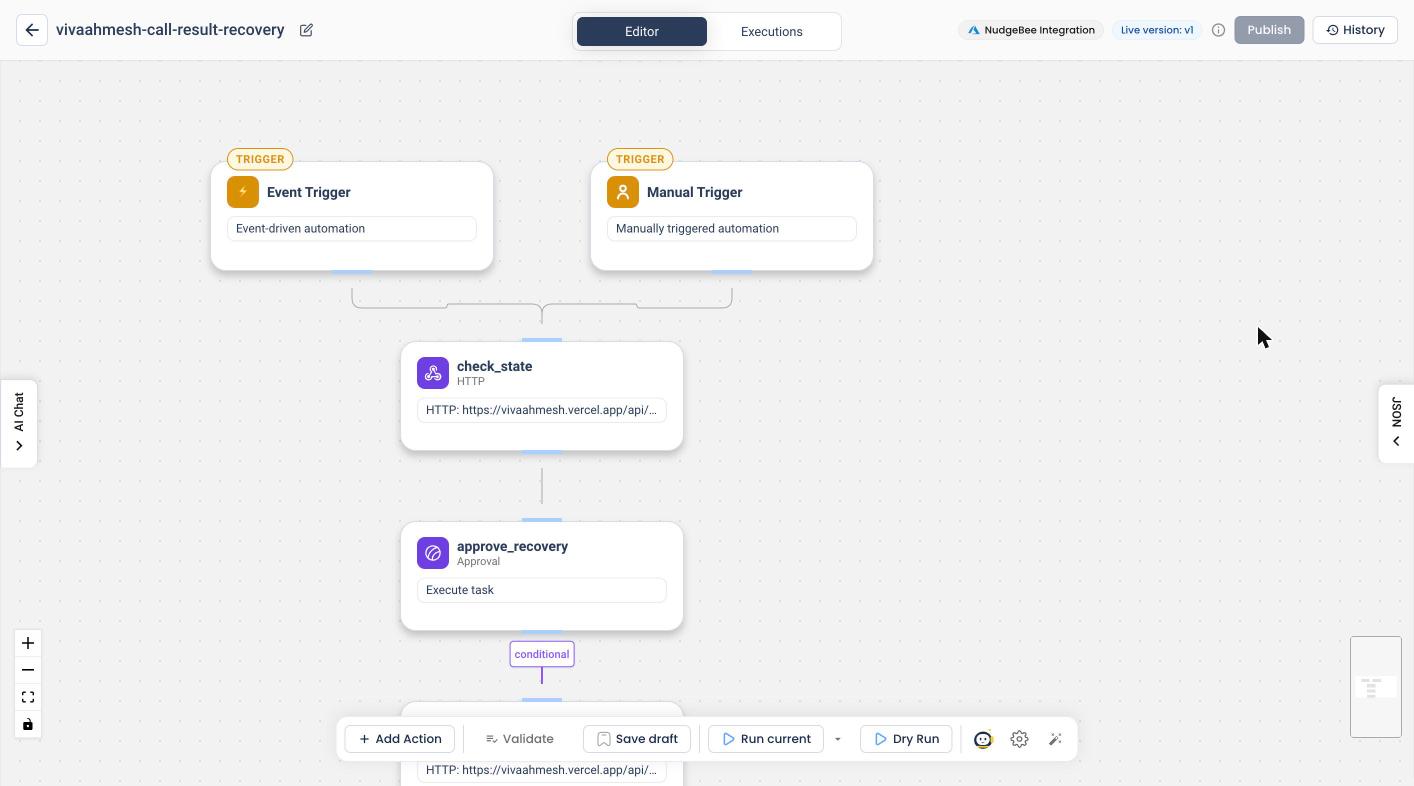 vivaahmesh-call-result-recovery
Editor
Executions
NudgeBee Integration
Live version: v1
Publish
History
TRIGGER
Event Trigger
Event-driven automation
TRIGGER
Manual Trigger
Manually triggered automation
check_state
HTTP
HTTP: https://vivaahmesh.vercel.app/api/...
approve_recovery
Approval
Execute task
conditional
AI Chat
JSON
Add Action
Validate
Save draft
Run current
Dry Run
HTTP: https://vivaahmesh.vercel.app/api/...